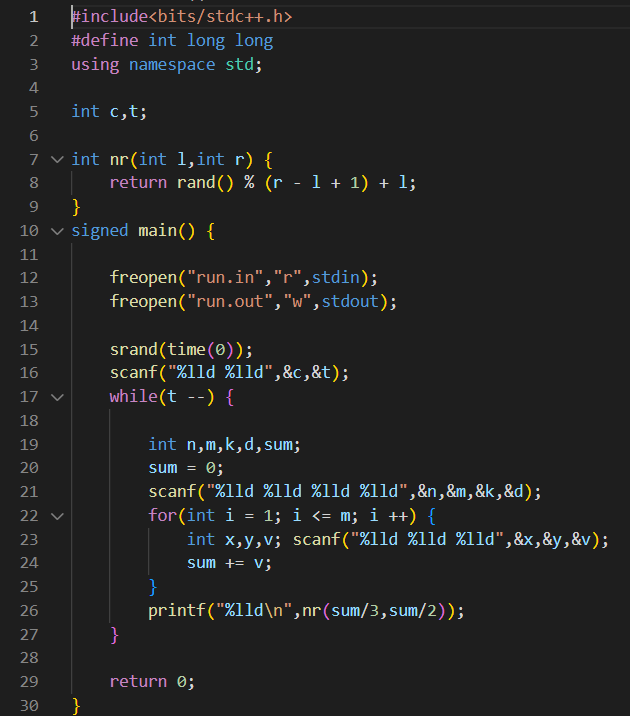 1 #include<bits/stdc++.h>
2 #define int long long
3 using namespace std;
4
5 int c,t;
6
7 int nr(int l,int r) {
8     return rand() % (r - l + 1) + l;
9 }
10 signed main() {
11
12     freopen("run.in","r",stdin);
13     freopen("run.out","w",stdout);
14
15     srand(time(0));
16     scanf("%lld %lld",&c,&t);
17     while(t --) {
18
19         int n,m,k,d,sum;
20         sum = 0;
21         scanf("%lld %lld %lld %lld",&n,&m,&k,&d);
22         for(int i = 1; i <= m; i ++) {
23             int x,y,v; scanf("%lld %lld %lld",&x,&y,&v);
24             sum += v;
25         }
26         printf("%lld\n",nr(sum/3,sum/2));
27     }
28
29     return 0;
30 }